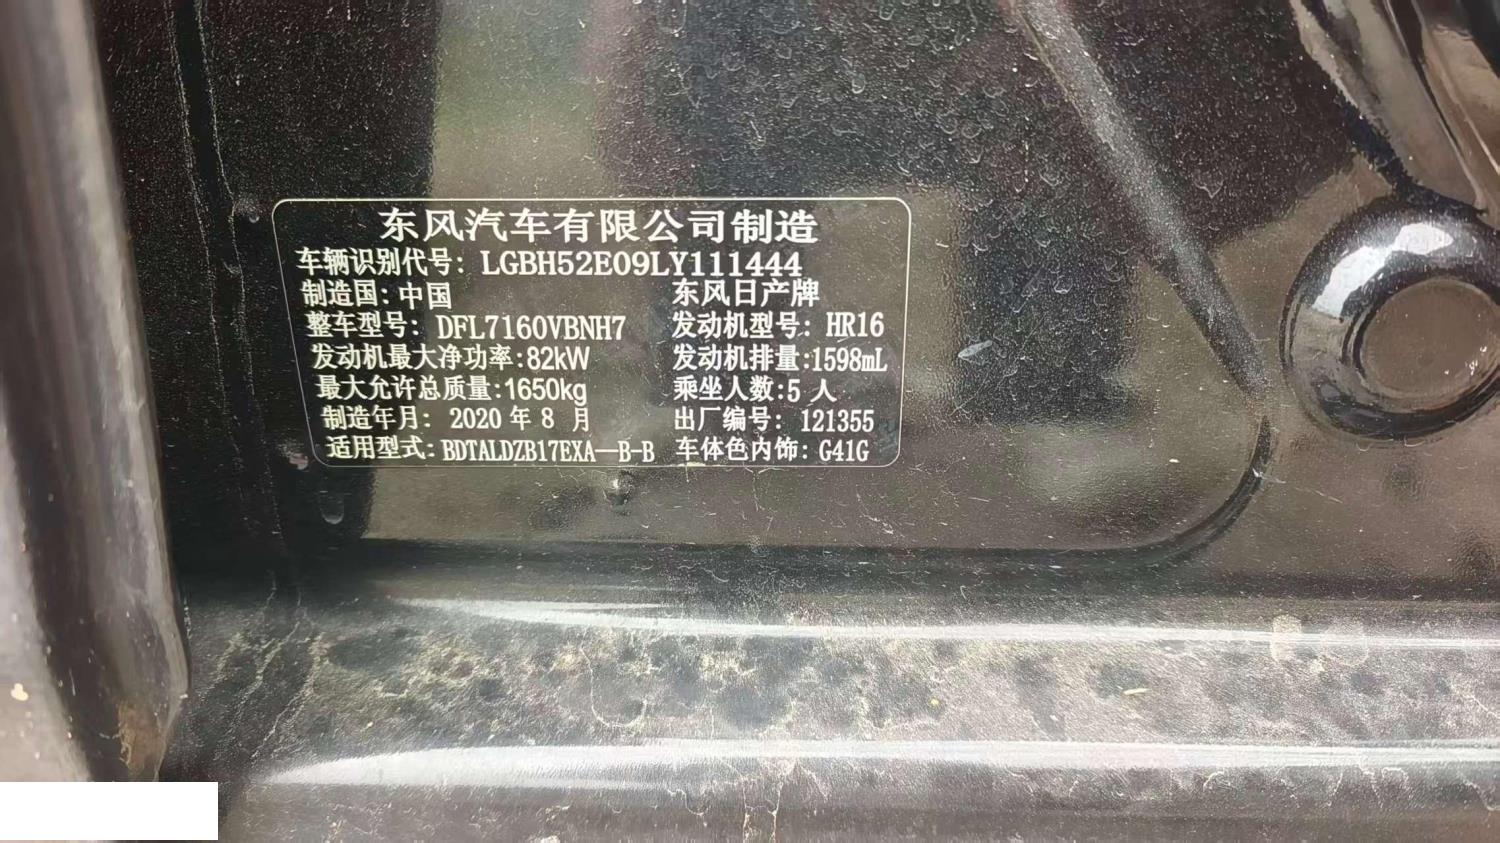 东风汽车有限公司制造
车辆识别代号: LGBH52E09LY111444
制造国: 中国 东风日产牌
整车型号: DFL7160VBNH7 发动机型号: HR16
发动机最大净功率:82kW 发动机排量:1598mL
最大允许总质量:1650kg 乘坐人数:5 人
制造年月: 2020 年 8 月 出厂编号: 121355
适用型式: BDTALDZB17EXA—B-B 车体色内饰: G41G